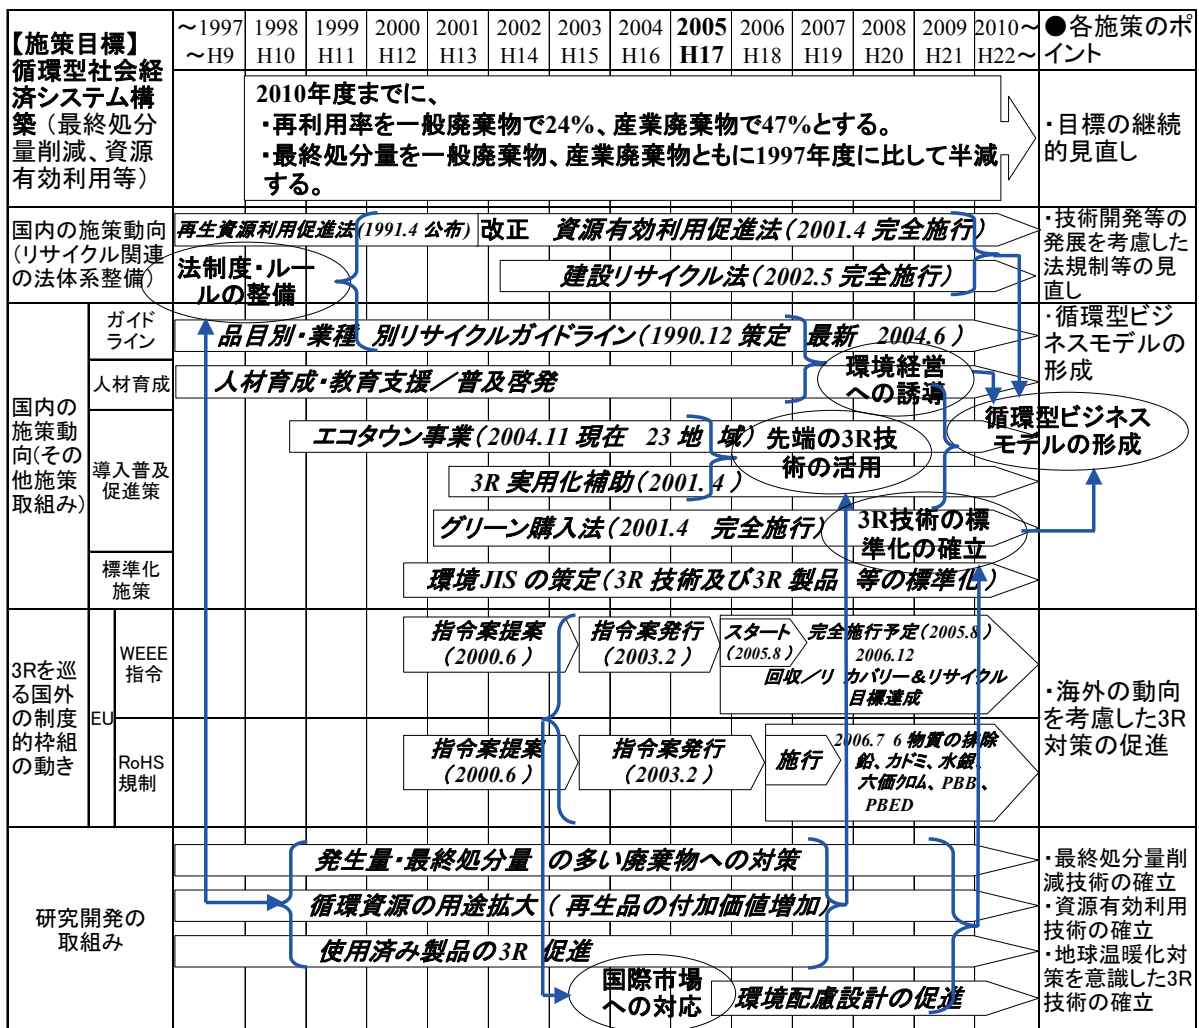 【施策目標】
循環型社会経
済システム構
築（最終処分
量削減、資源
有効利用等）
～1997 1998 1999 2000 2001 2002 2003 2004 2005 2006 2007 2008 2009 2010～
～H9 H10 H11 H12 H13 H14 H15 H16 H17 H18 H19 H20 H21 H22～
●各施策のポ
イント
2010年度までに、
・再利用率を一般廃棄物で24%、産業廃棄物で47%とする。
・最終処分量を一般廃棄物、産業廃棄物ともに1997年度に比して半減
する。
・目標の継続
的見直し
国内の施策動向
(リサイクル関連
の法体系整備)
再生資源利用促進法(1991.4 公布) 改正 資源有効利用促進法(2001.4 完全施行)
建設リサイクル法(2002.5 完全施行)
法制度・ルー
ルの整備
・技術開発等の
発展を考慮した
法規制等の見
直し
国内の
施策動
向(その
他施策
取組み)
ガイド
ライン
品目別・業種 別リサイクルガイドライン(1990.12 策定 最新 2004.6 )
人材育成
人材育成・教育支援／普及啓発
環境経営
への誘導
導入普及
促進策
エコタウン事業(2004.11 現在 23 地 域)
先端の3R技
術の活用
3R 実用化補助(2001. 4 )
グリーン購入法(2001.4 完全施行)
3R技術の標
準化の確立
標準化
施策
環境JIS の策定(3R 技術及び3R 製品 等の標準化)
循環型ビジネス
モデルの形成
・循環型ビジ
ネスモデルの
形成
3Rを巡
る国外
の制度
的枠組
の動き
EU
WEEE
指令
指令案提案
(2000.6 )
指令案発行
(2003.2 )
スタート
(2005.8 )
完全施行予定(2005.8 )
2006.12
回収／リ カバリー＆リサイクル
目標達成
RoHS
規制
指令案提案
(2000.6 )
指令案発行
(2003.2 )
施行
2006.7 6 物質の排除
鉛、カドミ、水銀、
六価クロム、PBB、
PBED
・海外の動向
を考慮した3R
対策の促進
研究開発の
取組み
発生量・最終処分量 の多い廃棄物への対策
循環資源の用途拡大（ 再生品の付加価値増加)
使用済み製品の3R 促進
国際市場
への対応
環境配慮設計の促進
・最終処分量削
減技術の確立
・資源有効利用
技術の確立
・地球温暖化対
策を意識した3R
技術の確立